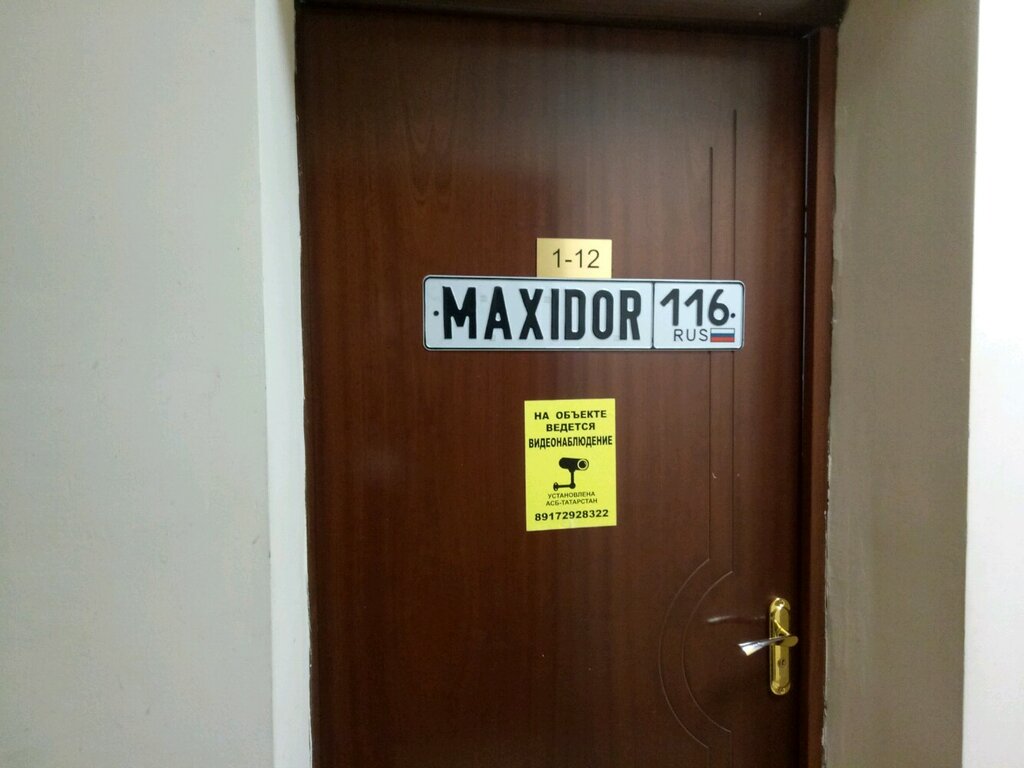 1-12
MAXIDOR 116
RUS
НА ОБЪЕКТЕ
ВЕДЕТСЯ
ВИДЕОНАБЛЮДЕНИЕ
УСТАНОВЛЕНА
АСБ-ТАТАРСТАН
89172928322